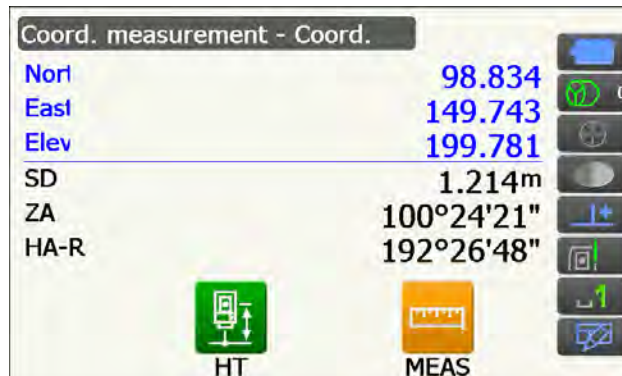 Coord. measurement - Coord.
Nort 98.834
East 149.743
Elev 199.781
SD 1.214m
ZA 100°24'21"
HA-R 192°26'48"
HT MEAS